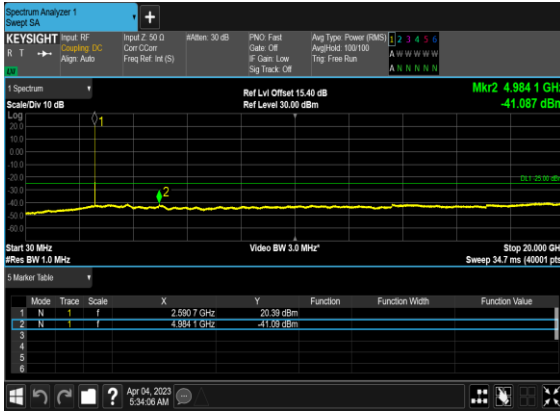 Spectrum Analyzer 1
Swept SA
+
KEYSIGHT Input: RF Input Z: 50 Ω #Atten: 30 dB PNO: Fast Avg Type: Power (RMS) 1 2 3 4 5 6
R T Coupling: DC Corr CCorr Gate: Off Avg|Hold: 100/100 A W W W W W
Align: Auto Freq Ref: Int (S) IF Gain: Low Trig: Free Run
Sig Track: Off A N N N N N
1 Spectrum Ref Lvl Offset 15.40 dB Mkr2 4.984 1 GHz
Scale/Div 10 dB Ref Level 30.00 dBm -41.087 dBm
Log
20.0
10.0
0.00
-10.0
-20.0
-30.0
-40.0
-50.0
-60.0
1
2
DL1 -25.00 dBm
Start 30 MHz Video BW 3.0 MHz* Stop 20.000 GHz
#Res BW 1.0 MHz Sweep 34.7 ms (40001 pts)
5 Marker Table
Mode Trace Scale X Y Function Function Width Function Value
1 N 1 f 2.590 7 GHz 20.39 dBm
2 N 1 f 4.984 1 GHz -41.09 dBm
3
4
5
6
? Apr 04, 2023
5:34:06 AM